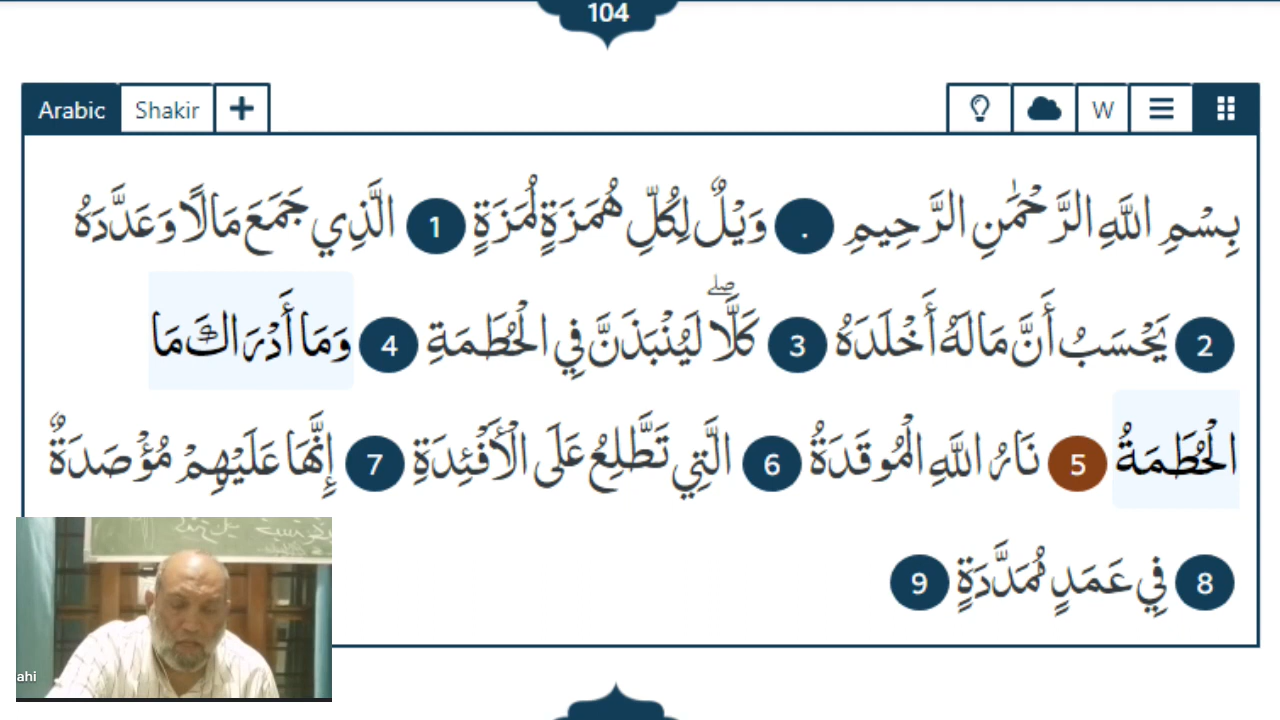 104
Arabic Shakir + W
بِسْمِ اللَّهِ الرَّحْمَٰنِ الرَّحِيمِ . وَيْلٌ لِكُلِّ هُمَزَةٍ لُمَزَةٍ 1 الَّذِي جَمَعَ مَالًا وَعَدَّدَهُ
2 يَحْسَبُ أَنَّ مَالَهُ أَخْلَدَهُ 3 كَلَّا ۖ لَيُنْبَذَنَّ فِي الْحُطَمَةِ 4 وَمَا أَدْرَاكَ مَا
الْحُطَمَةُ 5 نَارُ اللَّهِ الْمُوقَدَةُ 6 الَّتِي تَطَّلِعُ عَلَى الْأَفْئِدَةِ 7 إِنَّهَا عَلَيْهِمْ مُؤْصَدَةٌ
8 فِي عَمَدٍ مُمَدَّدَةٍ 9
ahi